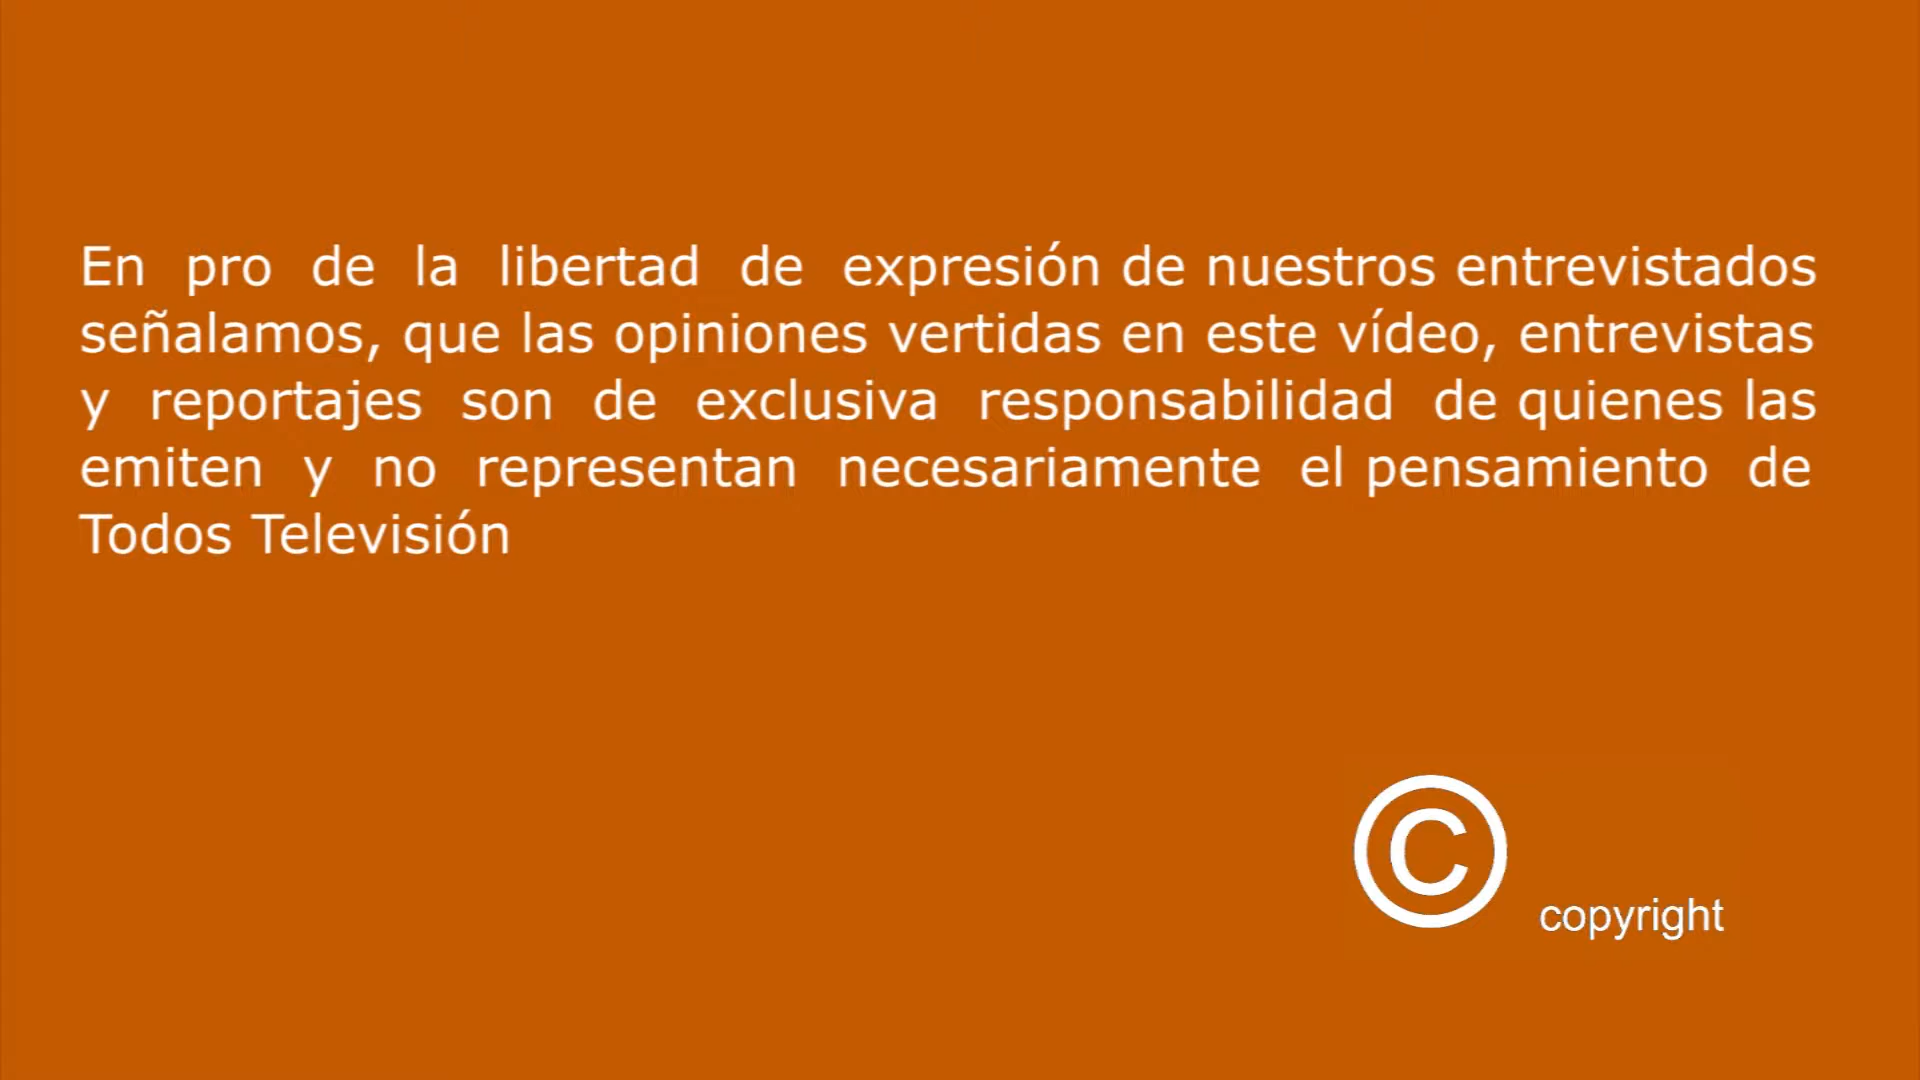 En pro de la libertad de expresión de nuestros entrevistados
señalamos, que las opiniones vertidas en este vídeo, entrevistas
y reportajes son de exclusiva responsabilidad de quienes las
emiten y no representan necesariamente el pensamiento de
Todos Televisión
© copyright